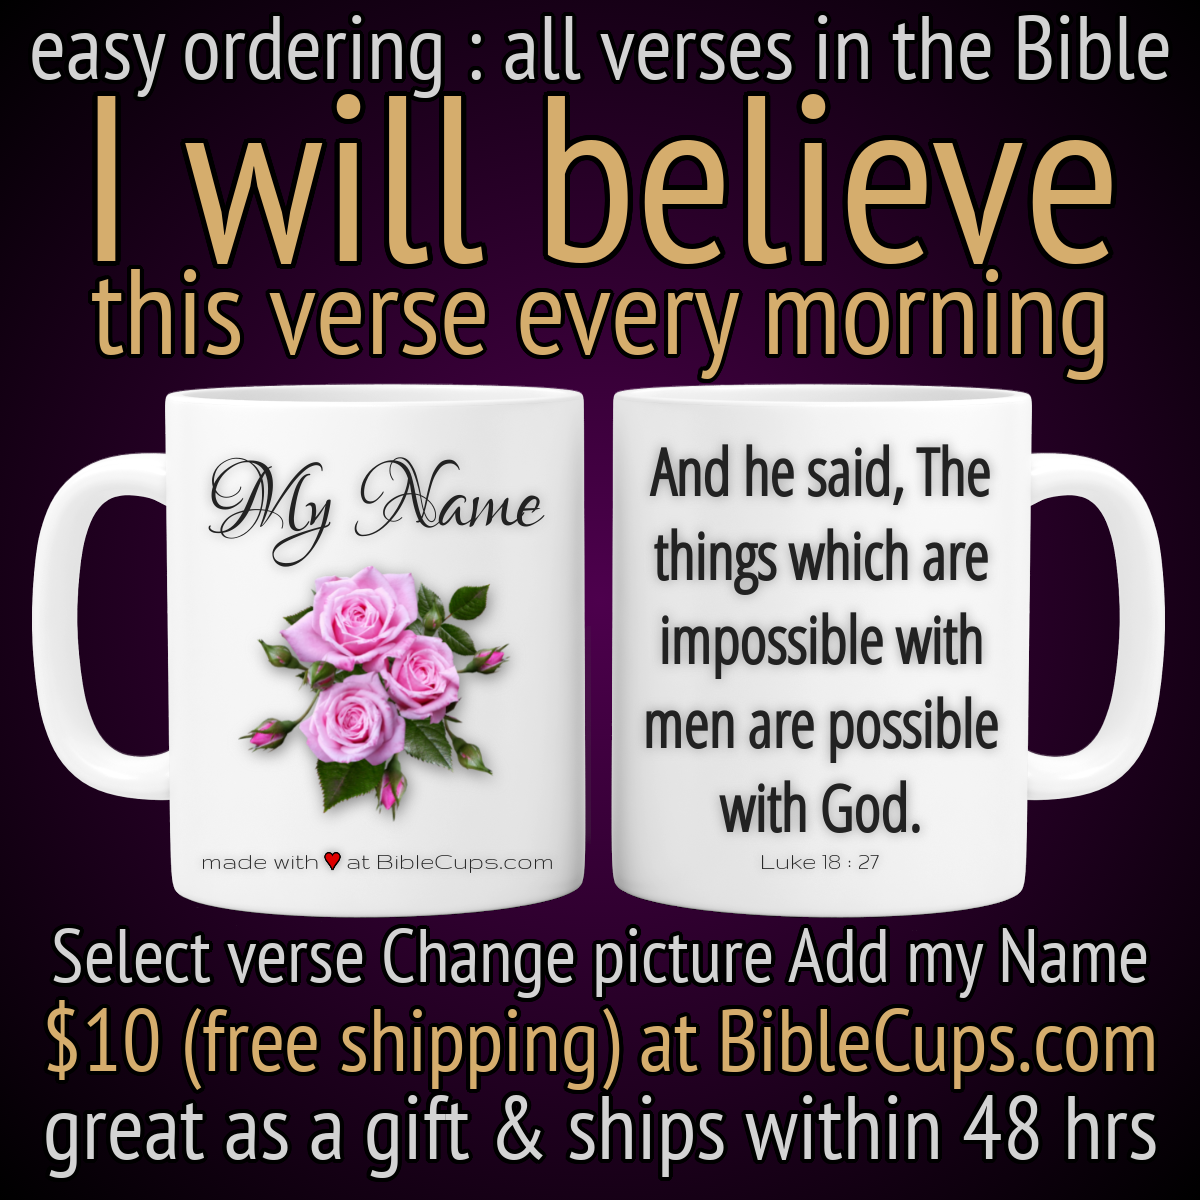 easy ordering : all verses in the Bible
I will believe
this verse every morning
My Name
made with ♥ at BibleCups.com
And he said, The
things which are
impossible with
men are possible
with God.
Luke 18 : 27
Select verse Change picture Add my Name
$10 (free shipping) at BibleCups.com
great as a gift & ships within 48 hrs